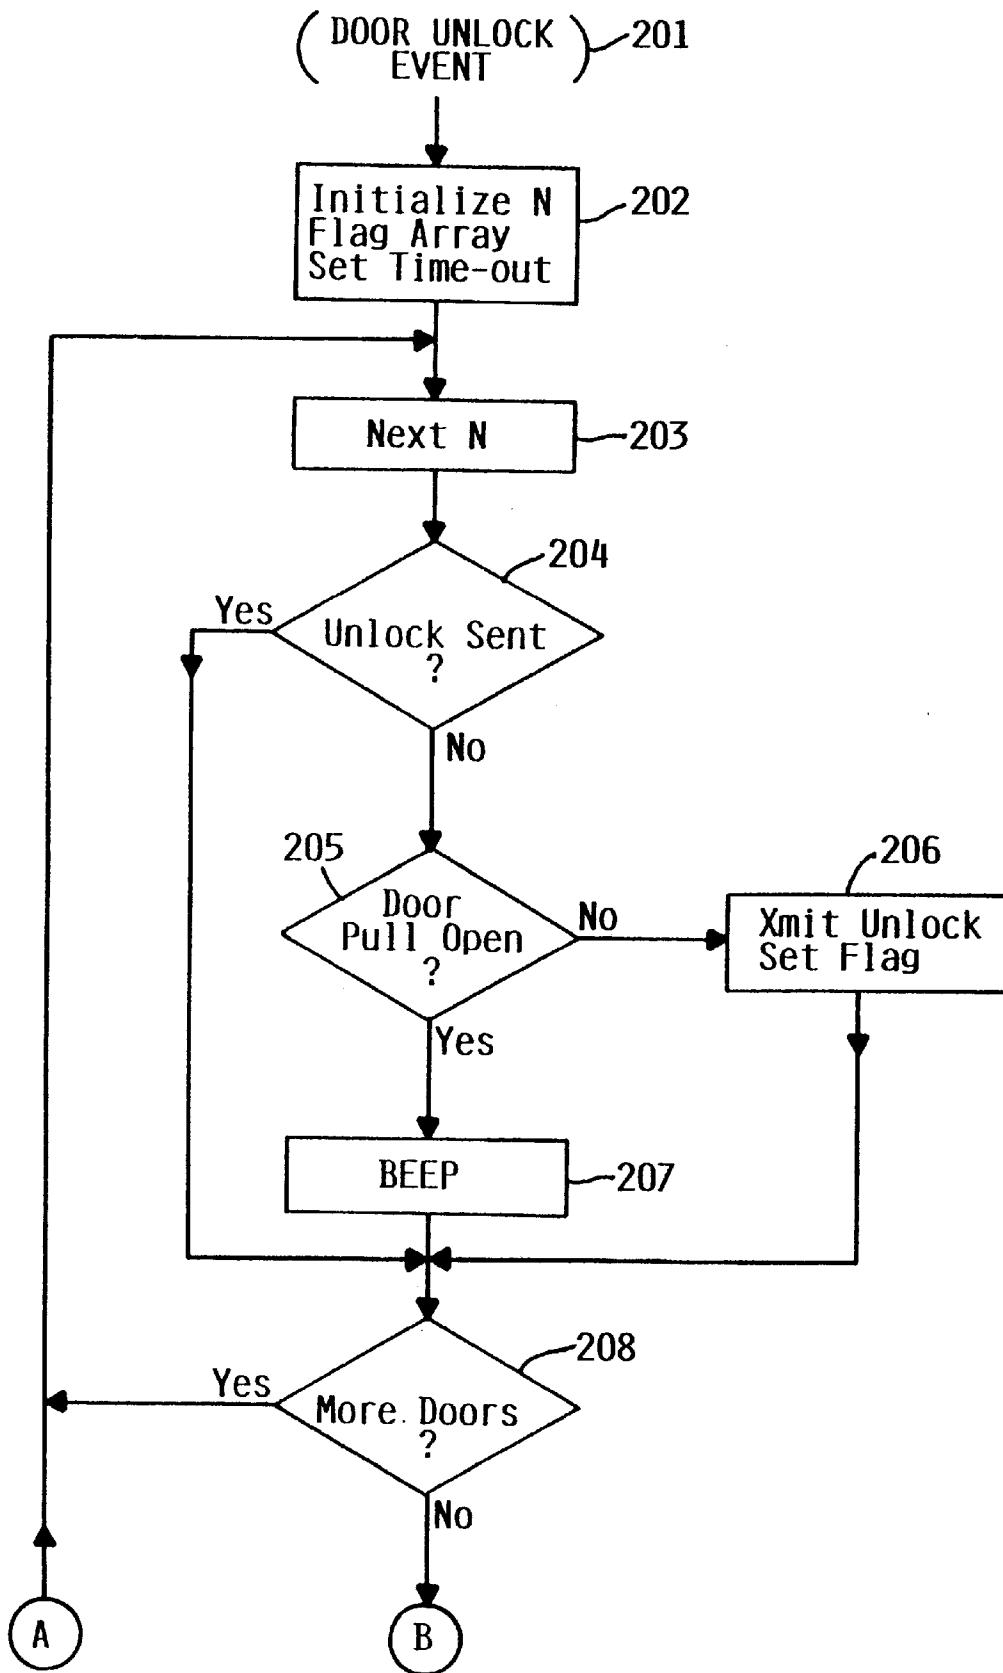 DOOR UNLOCK
EVENT
201
Initialize N
Flag Array
Set Time-out
202
Next N
203
204
Yes
Unlock Sent
?
No
205
Door
Pull Open
?
No
206
Xmit Unlock
Set Flag
Yes
BEEP
207
208
Yes
More Doors
?
No
A
B